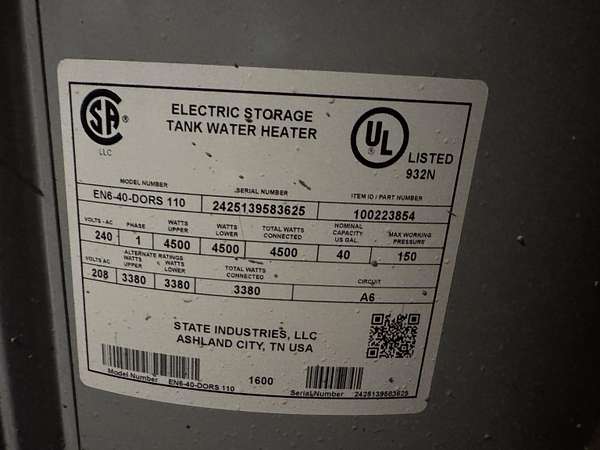 SA ®
LLC
ELECTRIC STORAGE
TANK WATER HEATER
UL ®
LISTED
932N
MODEL NUMBER SERIAL NUMBER ITEM ID / PART NUMBER
EN6-40-DORS 110 2425139583625 100223854
VOLTS - AC PHASE WATTS UPPER WATTS LOWER TOTAL WATTS CONNECTED NOMINAL CAPACITY US GAL. MAX WORKING PRESSURE
240 1 4500 4500 4500 40 150
ALTERNATE RATINGS
VOLTS AC WATTS UPPER WATTS LOWER TOTAL WATTS CONNECTED CIRCUIT
208 3380 3380 3380 A6
STATE INDUSTRIES, LLC
ASHLAND CITY, TN USA
Model Number EN6-40-DORS 110 1600 Serial Number 2425139583625